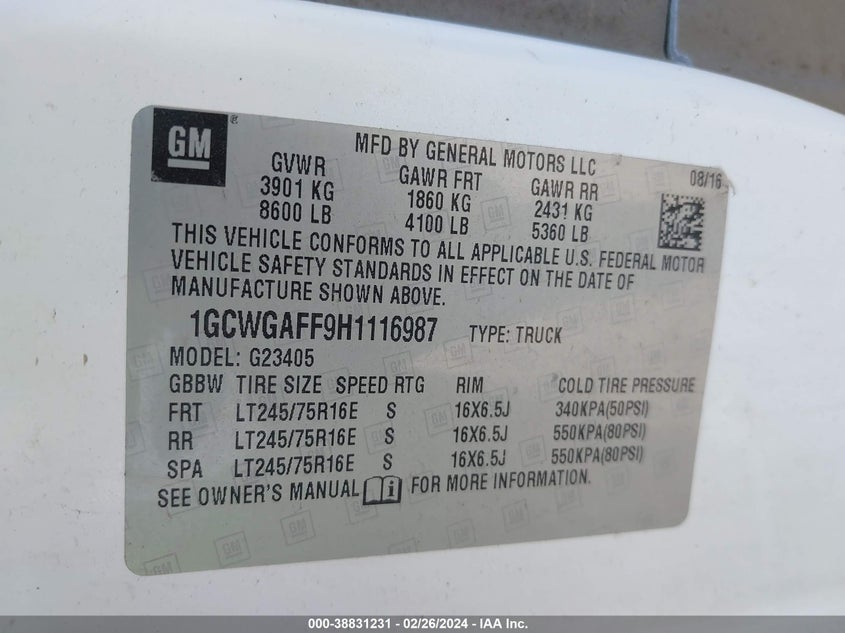 GM
MFD BY GENERAL MOTORS LLC
08/16
GVWR GAWR FRT GAWR RR
3901 KG 1860 KG 2431 KG
8600 LB 4100 LB 5360 LB
THIS VEHICLE CONFORMS TO ALL APPLICABLE U.S. FEDERAL MOTOR
VEHICLE SAFETY STANDARDS IN EFFECT ON THE DATE OF
MANUFACTURE SHOWN ABOVE.
1GCWGAFF9H1116987 TYPE: TRUCK
MODEL: G23405
GBBW TIRE SIZE SPEED RTG RIM COLD TIRE PRESSURE
FRT LT245/75R16E S 16X6.5J 340KPA(50PSI)
RR LT245/75R16E S 16X6.5J 550KPA(80PSI)
SPA LT245/75R16E S 16X6.5J 550KPA(80PSI)
SEE OWNER'S MANUAL FOR MORE INFORMATION.
000-38831231 - 02/26/2024 - IAA Inc.